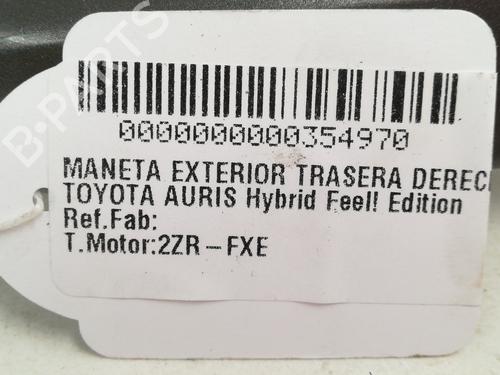 B-PARTS
0000000000354970
MANETA EXTERIOR TRASERA DEREC
TOYOTA AURIS Hybrid Feel! Edition
Ref.Fab:
T.Motor:2ZR-FXE